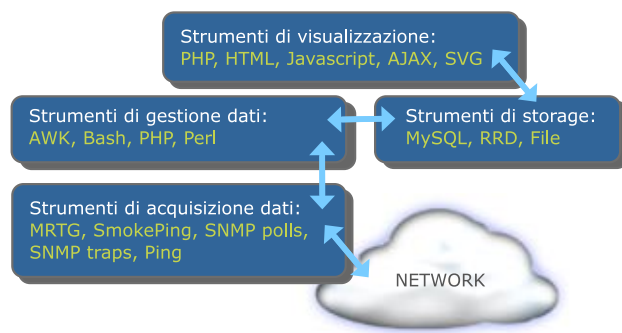 Strumenti di visualizzazione:
PHP, HTML, Javascript, AJAX, SVG
Strumenti di gestione dati:
AWK, Bash, PHP, Perl
Strumenti di storage:
MySQL, RRD, File
Strumenti di acquisizione dati:
MRTG, SmokePing, SNMP polls,
SNMP traps, Ping
NETWORK